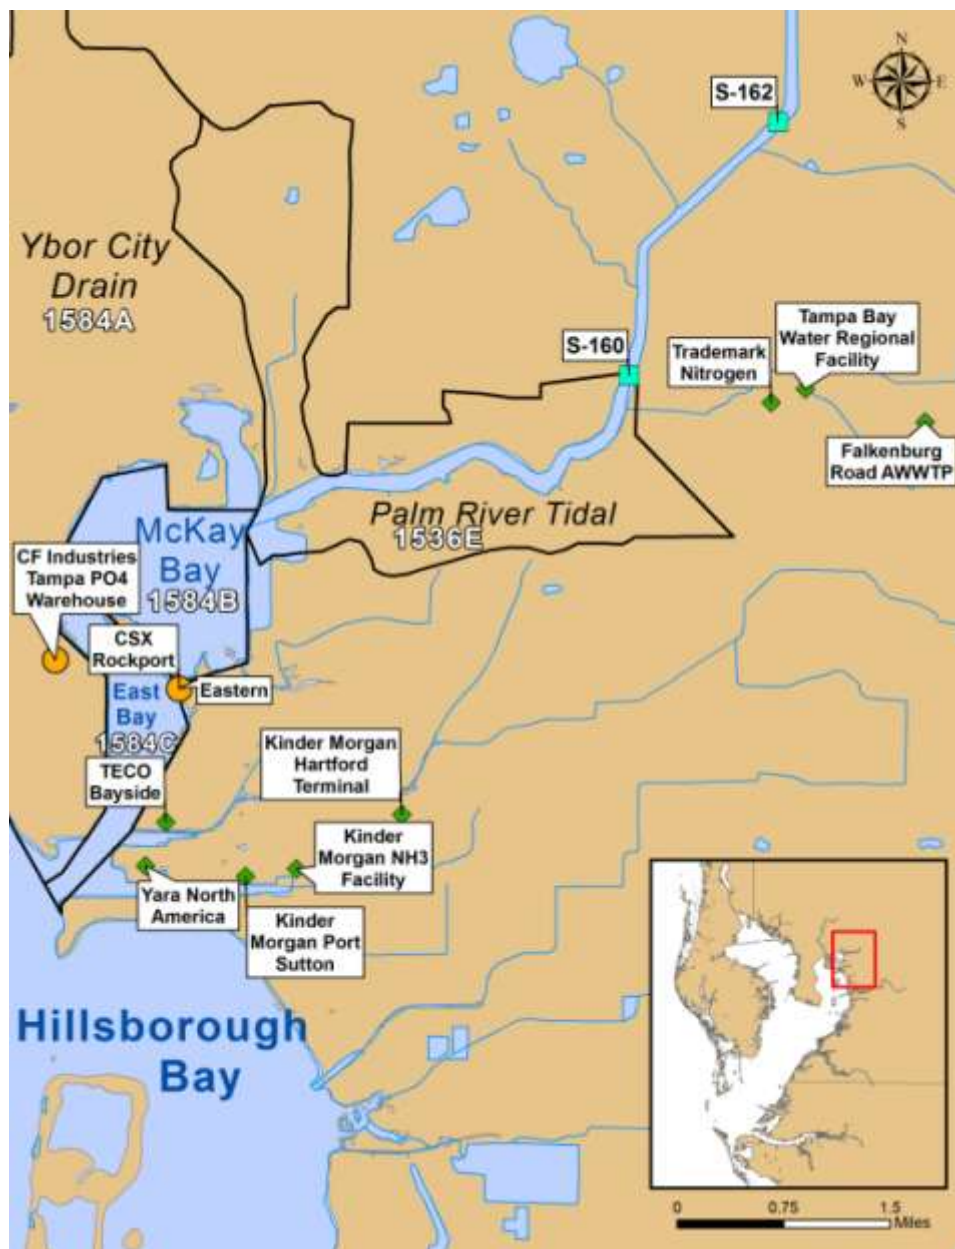 N
W
E
S
S-162
Ybor City
Drain
1584A
S-160
Trademark
Nitrogen
Tampa Bay
Water Regional
Facility
Falkenburg
Road AWWTP
Palm River Tidal
1536E
McKay
Bay
1584B
CF Industries
Tampa PO4
Warehouse
CSX
Rockport
Eastern
East
Bay
1584C
TECO
Bayside
Kinder Morgan
Hartford
Terminal
Kinder
Morgan NH3
Facility
Yara North
America
Kinder
Morgan Port
Sutton
Hillsborough
Bay
0 0.75 1.5
Miles